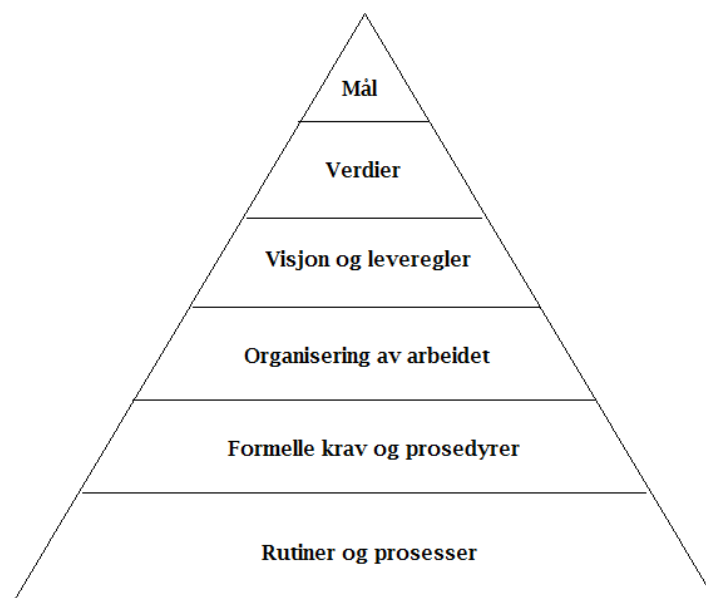 Mål
Verdier
Visjon og leveregler
Organisering av arbeidet
Formelle krav og prosedyrer
Rutiner og prosesser